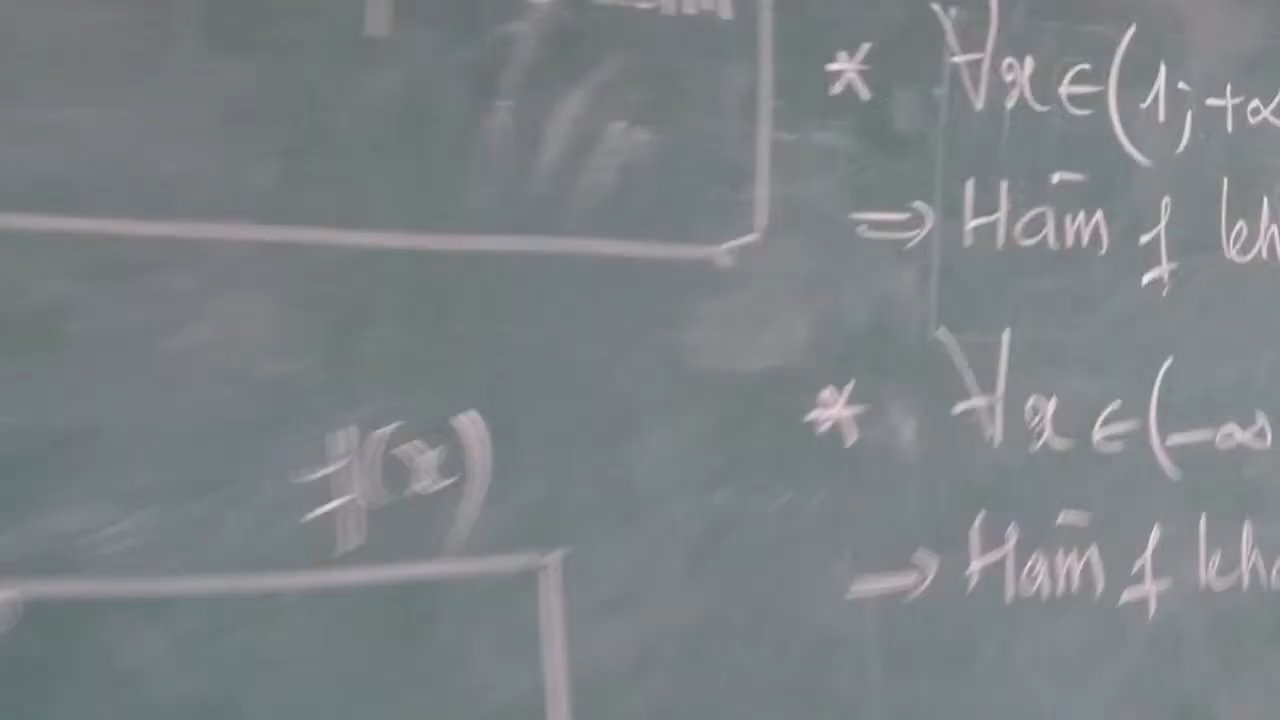 * ∀x ∈ (1; +∞
⇒ Hàm f kh
f(x)
* ∀x ∈ (-∞
→ Hàm f kh